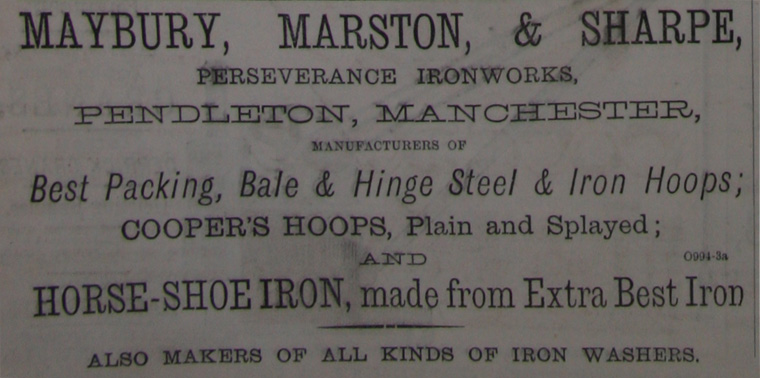 MAYBURY, MARSTON, & SHARPE,
PERSEVERANCE IRONWORKS,
PENDLETON, MANCHESTER,
MANUFACTURERS OF
Best Packing, Bale & Hinge Steel & Iron Hoops;
COOPER'S HOOPS, Plain and Splayed;
AND
O994-3a
HORSE-SHOE IRON, made from Extra Best Iron
ALSO MAKERS OF ALL KINDS OF IRON WASHERS.